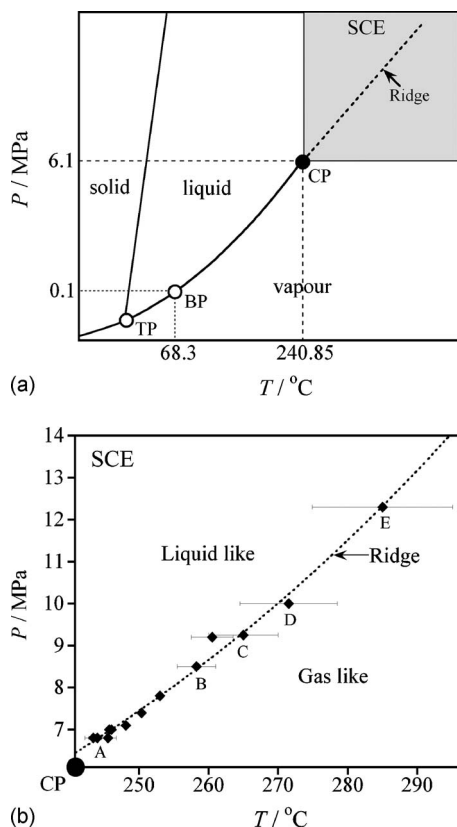 SCE
Ridge
P / MPa
6.1
CP
solid
liquid
vapour
0.1
BP
TP
68.3
240.85
(a)
T / °C
14
SCE
13
E
12
Liquid like
Ridge
11
P / MPa
10
D
9
C
B
Gas like
8
7
A
CP
250
260
270
280
290
(b)
T / °C